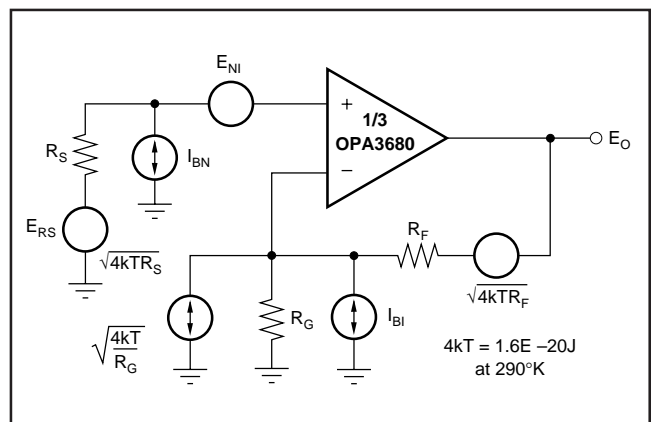 E_NI
+
1/3
OPA3680
−
E_O
R_S
I_BN
E_RS
√4kTR_S
R_F
√4kTR_F
√4kT/R_G
R_G
I_BI
4kT = 1.6E –20J
at 290°K